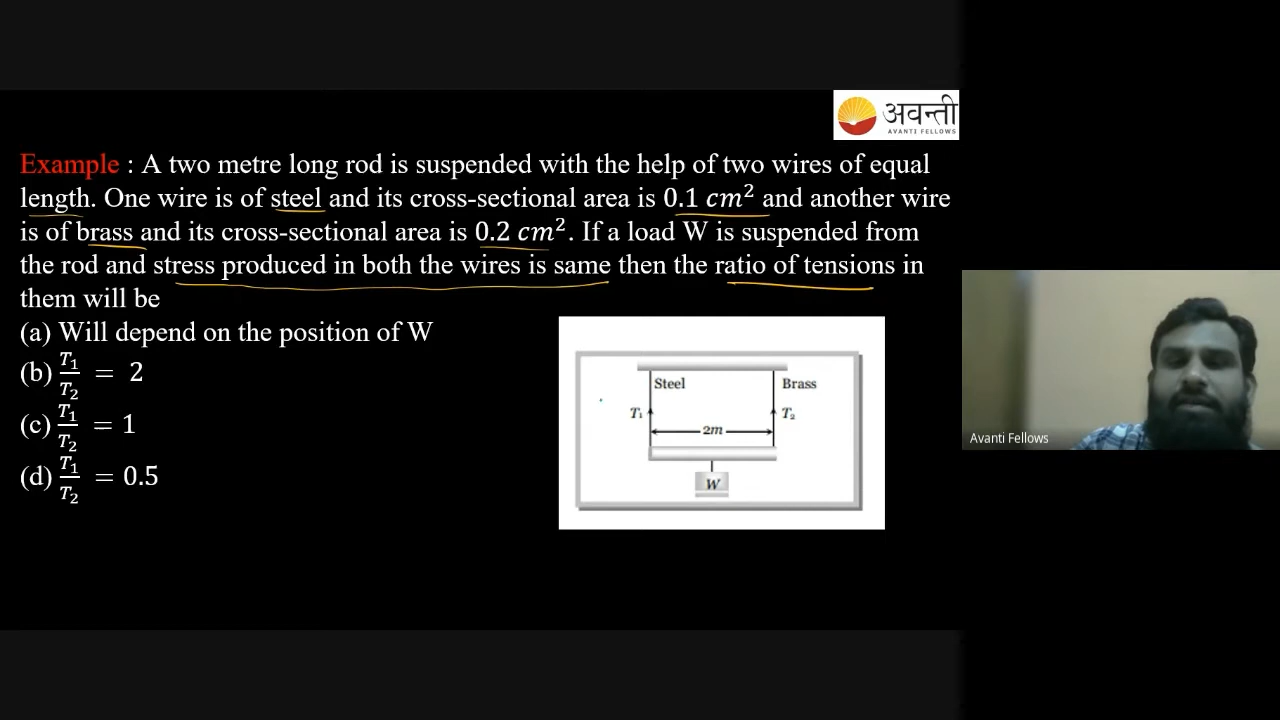 अवन्ती
AVANTI FELLOWS
Example : A two metre long rod is suspended with the help of two wires of equal
length. One wire is of steel and its cross-sectional area is 0.1 cm² and another wire
is of brass and its cross-sectional area is 0.2 cm². If a load W is suspended from
the rod and stress produced in both the wires is same then the ratio of tensions in
them will be
(a) Will depend on the position of W
(b) T₁/T₂ = 2
(c) T₁/T₂ = 1
(d) T₁/T₂ = 0.5
Steel Brass
T₁ T₂
2m
W
Avanti Fellows